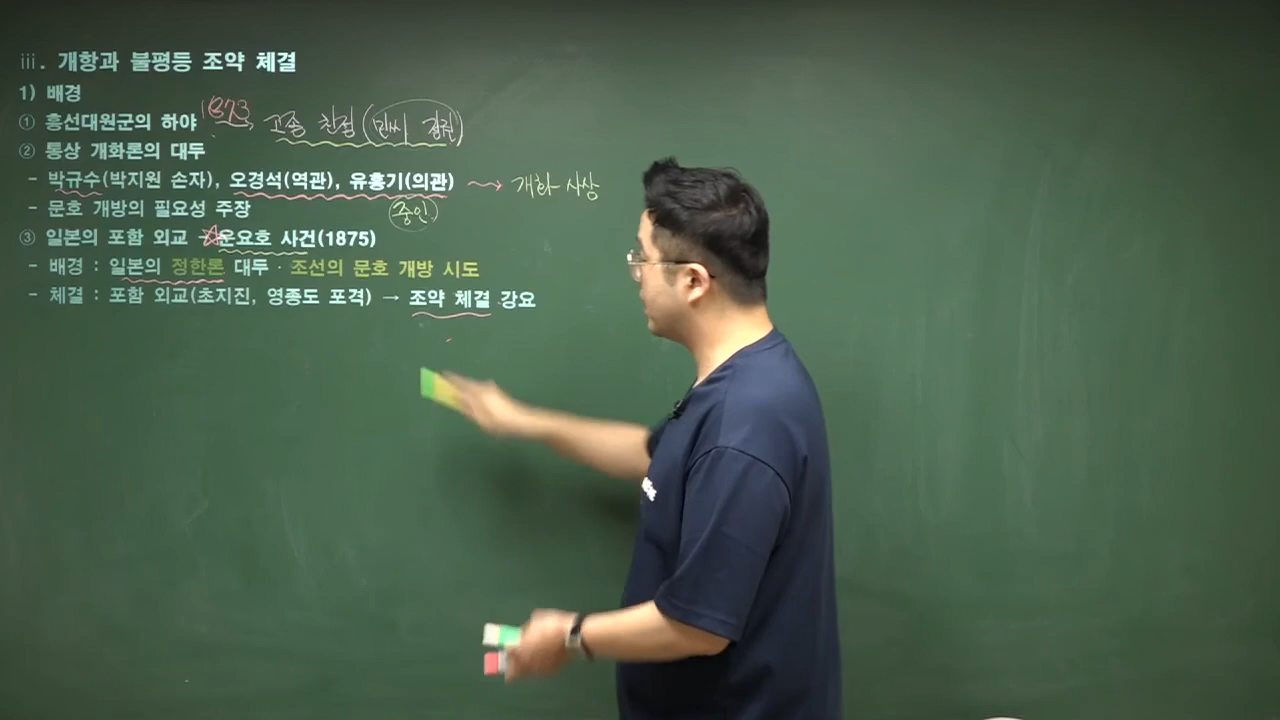 ⅲ. 개항과 불평등 조약 체결
1) 배경
① 흥선대원군의 하야 1873 → 고종 친정 (민씨 정권)
② 통상 개화론의 대두
- 박규수(박지원 손자), 오경석(역관), 유홍기(의관) → 개화 사상
중인
- 문호 개방의 필요성 주장
③ 일본의 포함 외교 → ☆운요호 사건(1875)
- 배경 : 일본의 정한론 대두 · 조선의 문호 개방 시도
- 체결 : 포함 외교(초지진, 영종도 포격) → 조약 체결 강요